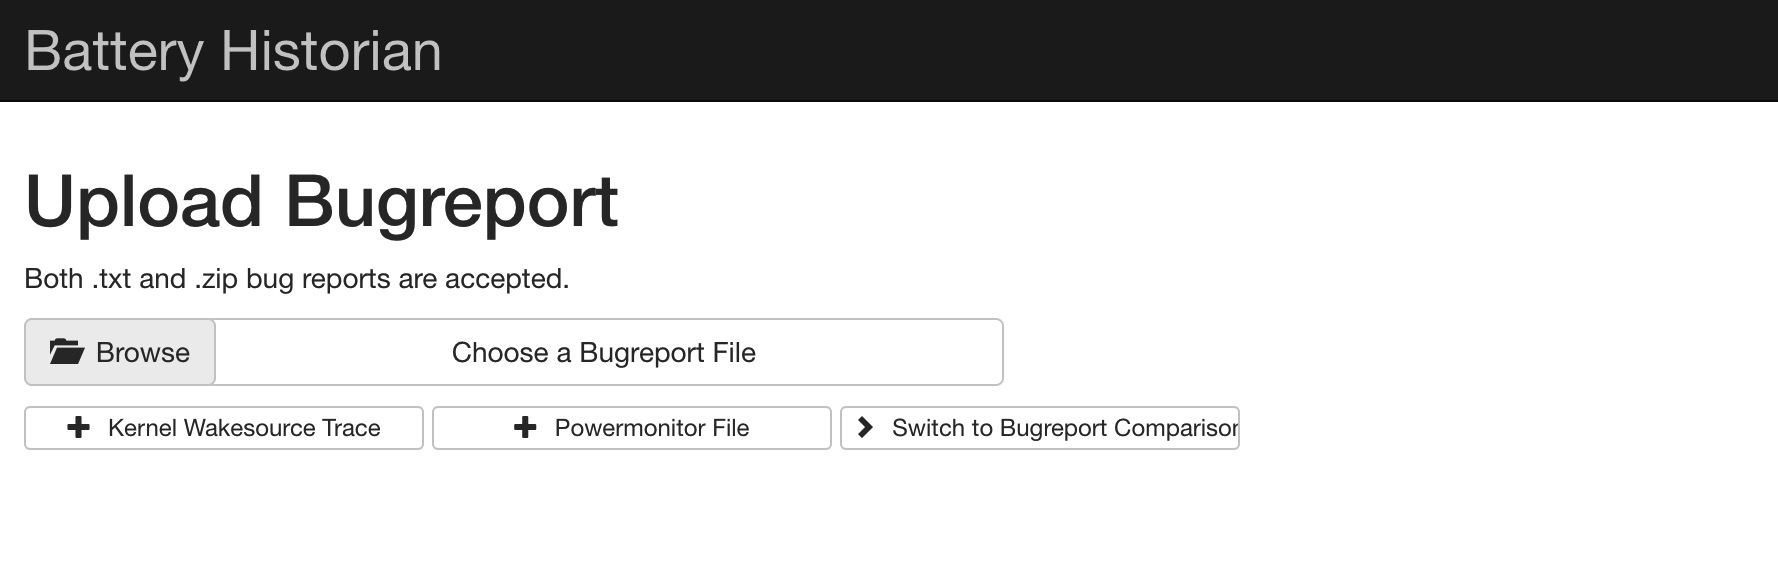 Battery Historian
Upload Bugreport
Both .txt and .zip bug reports are accepted.
Browse Choose a Bugreport File
Kernel Wakesource Trace Powermonitor File Switch to Bugreport Comparison